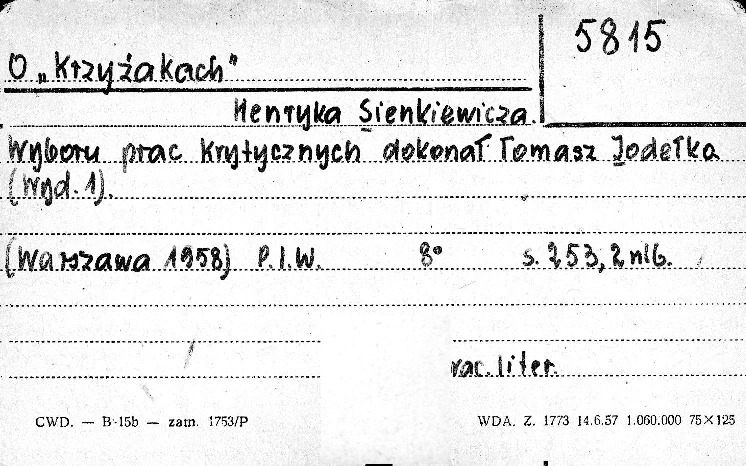 5815
O „Krzyżakach"
Henryka Sienkiewicza.
Wyboru prac krytycznych dokonał Tomasz Jodełka
(Wyd. 1).
(Warszawa 1958) P.I.W. 8° s. 253, 2 nlb.
rac. liter.
CWD. — B-15b — zam. 1753/P
WDA. Z. 1773 14.6.57 1.060.000 75×125